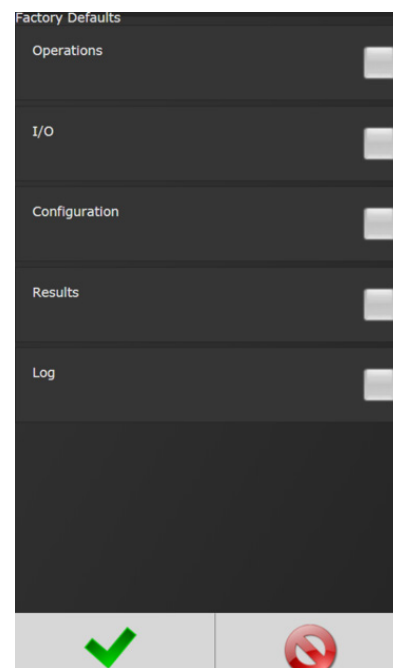 Factory Defaults
Operations
I/O
Configuration
Results
Log